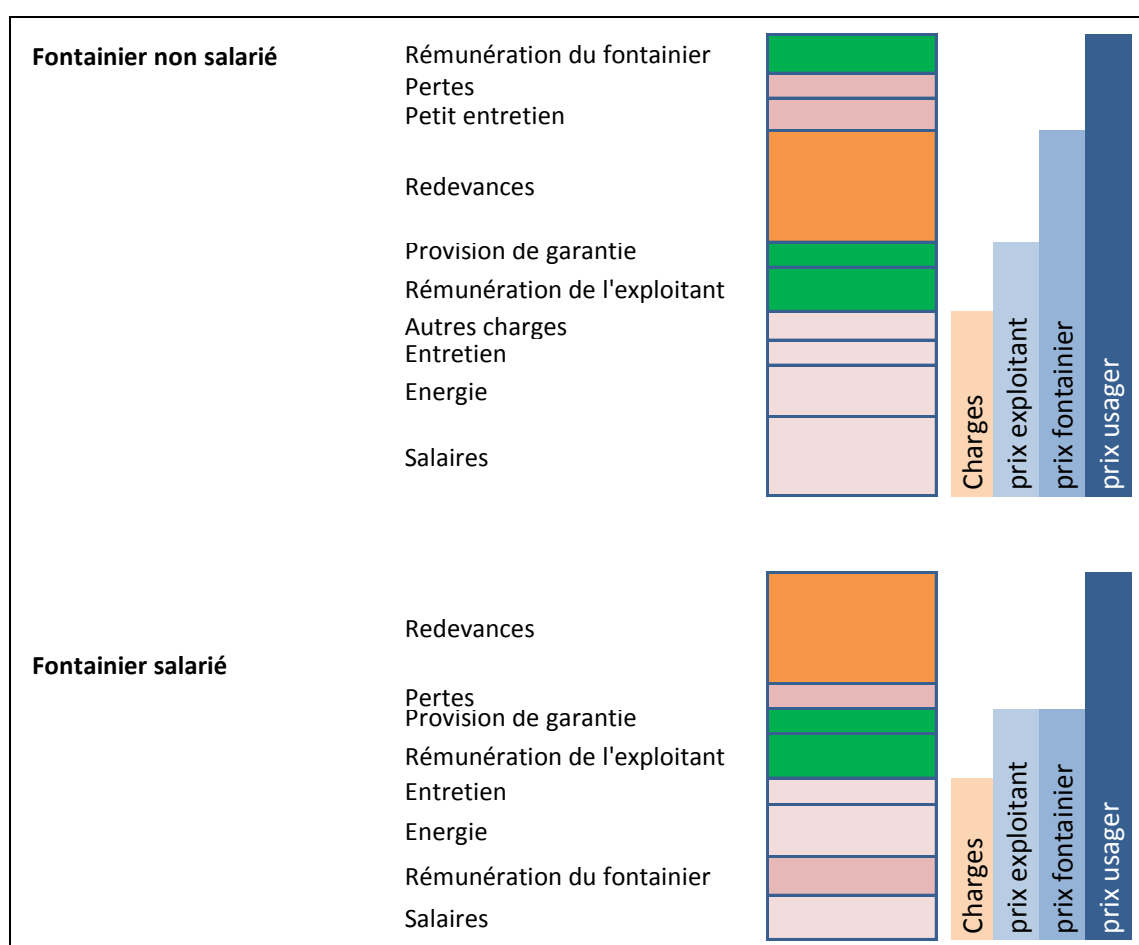 Fontainier non salarié
Rémunération du fontainier
Pertes
Petit entretien
Redevances
Provision de garantie
Rémunération de l'exploitant
Autres charges
Entretien
Energie
Salaires
Charges
prix exploitant
prix fontainier
prix usager
Fontainier salarié
Redevances
Pertes
Provision de garantie
Rémunération de l'exploitant
Entretien
Energie
Rémunération du fontainier
Salaires
Charges
prix exploitant
prix fontainier
prix usager